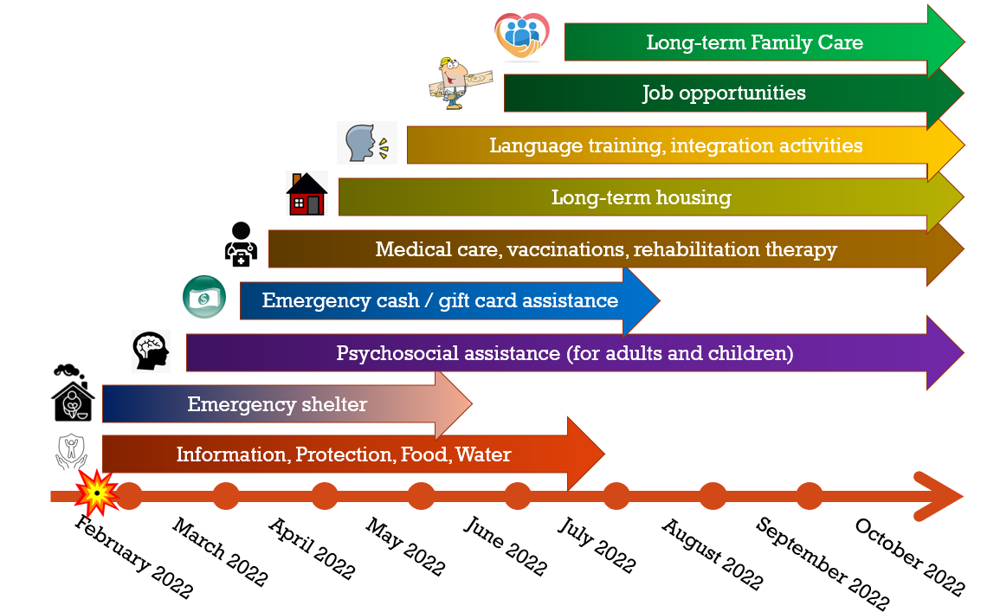 Long-term Family Care
Job opportunities
Language training, integration activities
Long-term housing
Medical care, vaccinations, rehabilitation therapy
$
Emergency cash / gift card assistance
Psychosocial assistance (for adults and children)
Emergency shelter
Information, Protection, Food, Water
February 2022
March 2022
April 2022
May 2022
June 2022
July 2022
August 2022
September 2022
October 2022